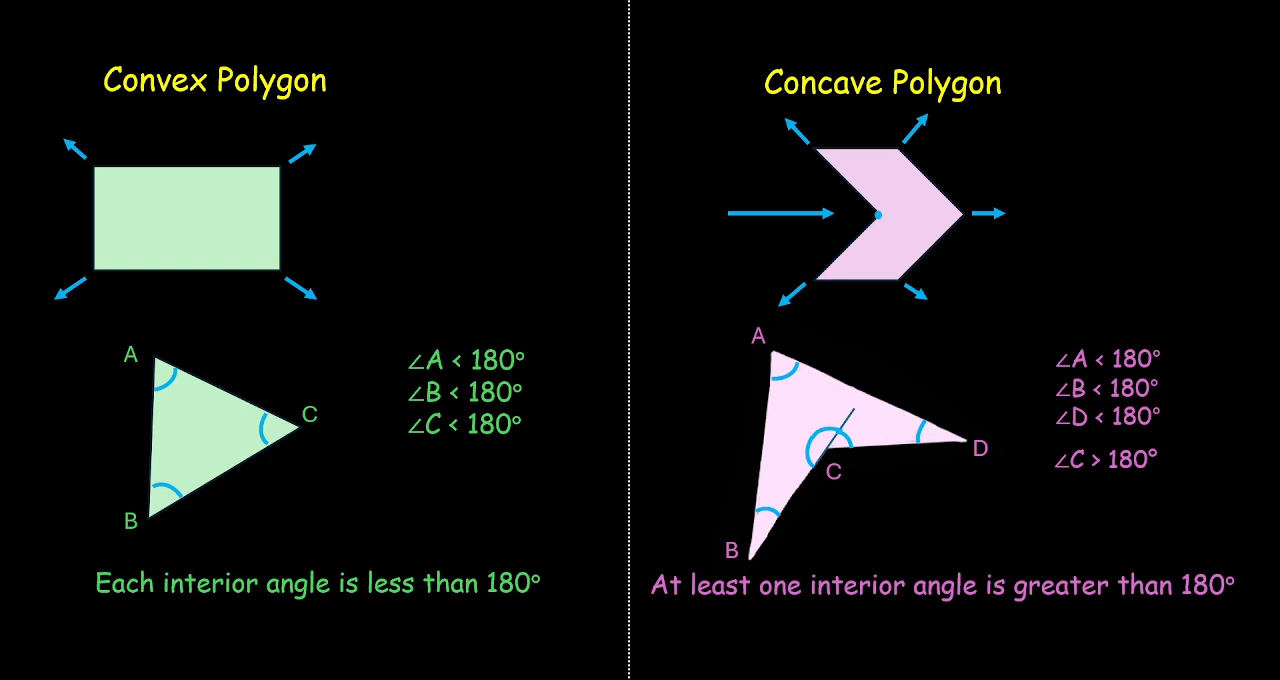 Convex Polygon
A
B
C
∠A < 180°
∠B < 180°
∠C < 180°
Each interior angle is less than 180°
Concave Polygon
A
B
C
D
∠A < 180°
∠B < 180°
∠D < 180°
∠C > 180°
At least one interior angle is greater than 180°